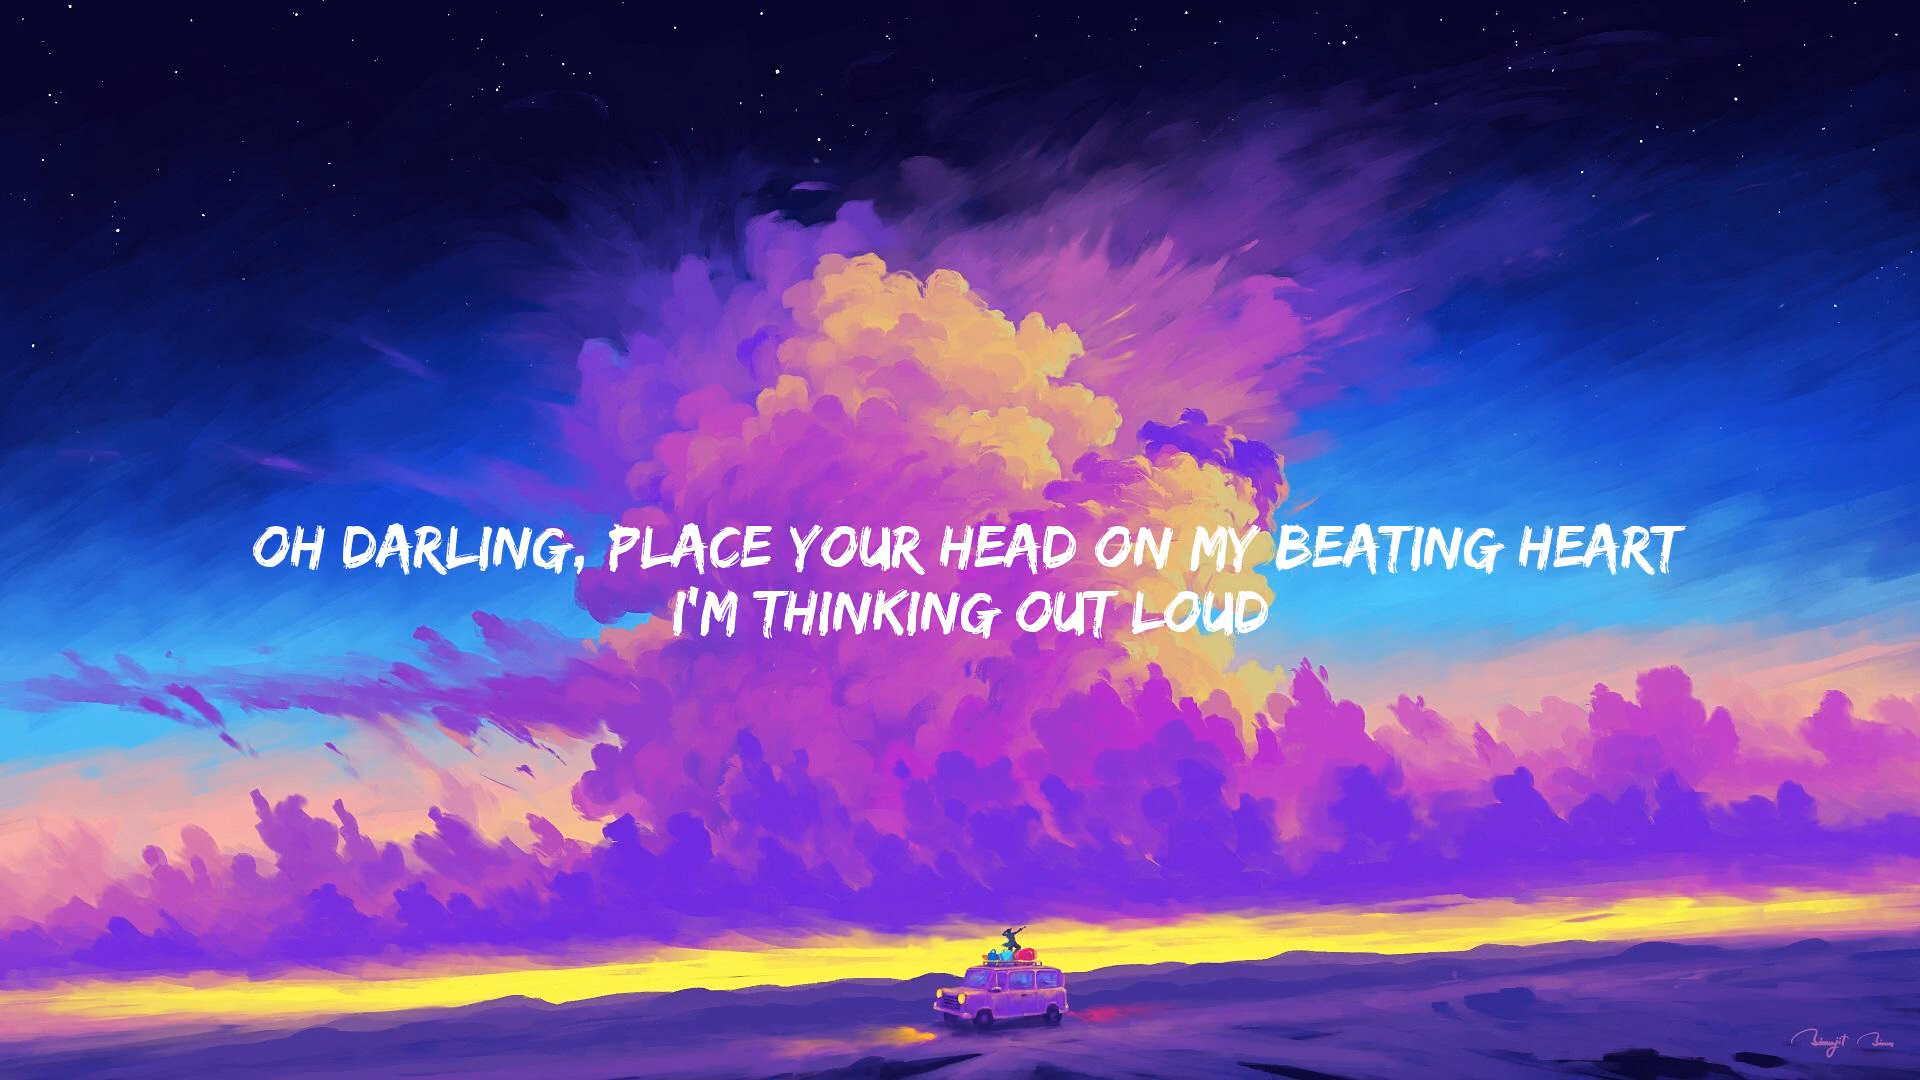 OH DARLING, PLACE YOUR HEAD ON MY BEATING HEART
I'M THINKING OUT LOUD